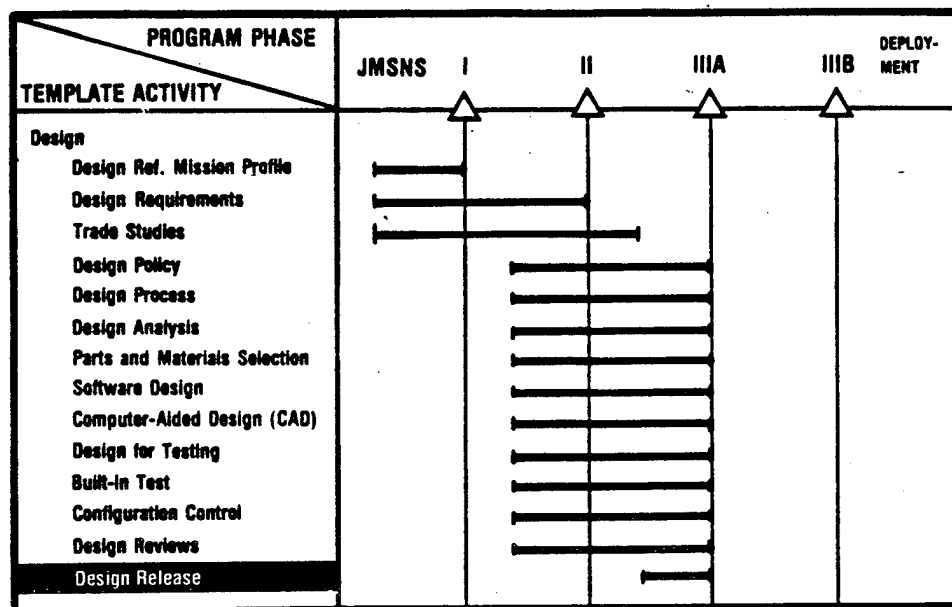 PROGRAM PHASE
TEMPLATE ACTIVITY
JMSNS I II IIIA IIIB DEPLOY-
MENT
Design
Design Ref. Mission Profile
Design Requirements
Trade Studies
Design Policy
Design Process
Design Analysis
Parts and Materials Selection
Software Design
Computer-Aided Design (CAD)
Design for Testing
Built-in Test
Configuration Control
Design Reviews
Design Release